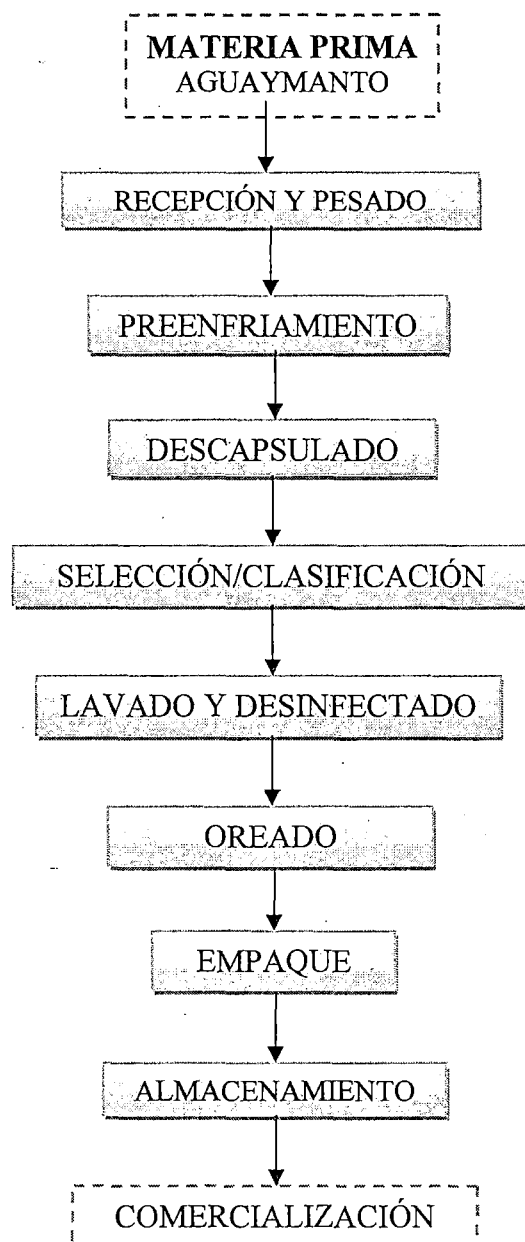 MATERIA PRIMA
AGUAYMANTO
RECEPCIÓN Y PESADO
PREENFRIAMIENTO
DESCAPSULADO
SELECCIÓN/CLASIFICACIÓN
LAVADO Y DESINFECTADO
OREADO
EMPAQUE
ALMACENAMIENTO
COMERCIALIZACIÓN